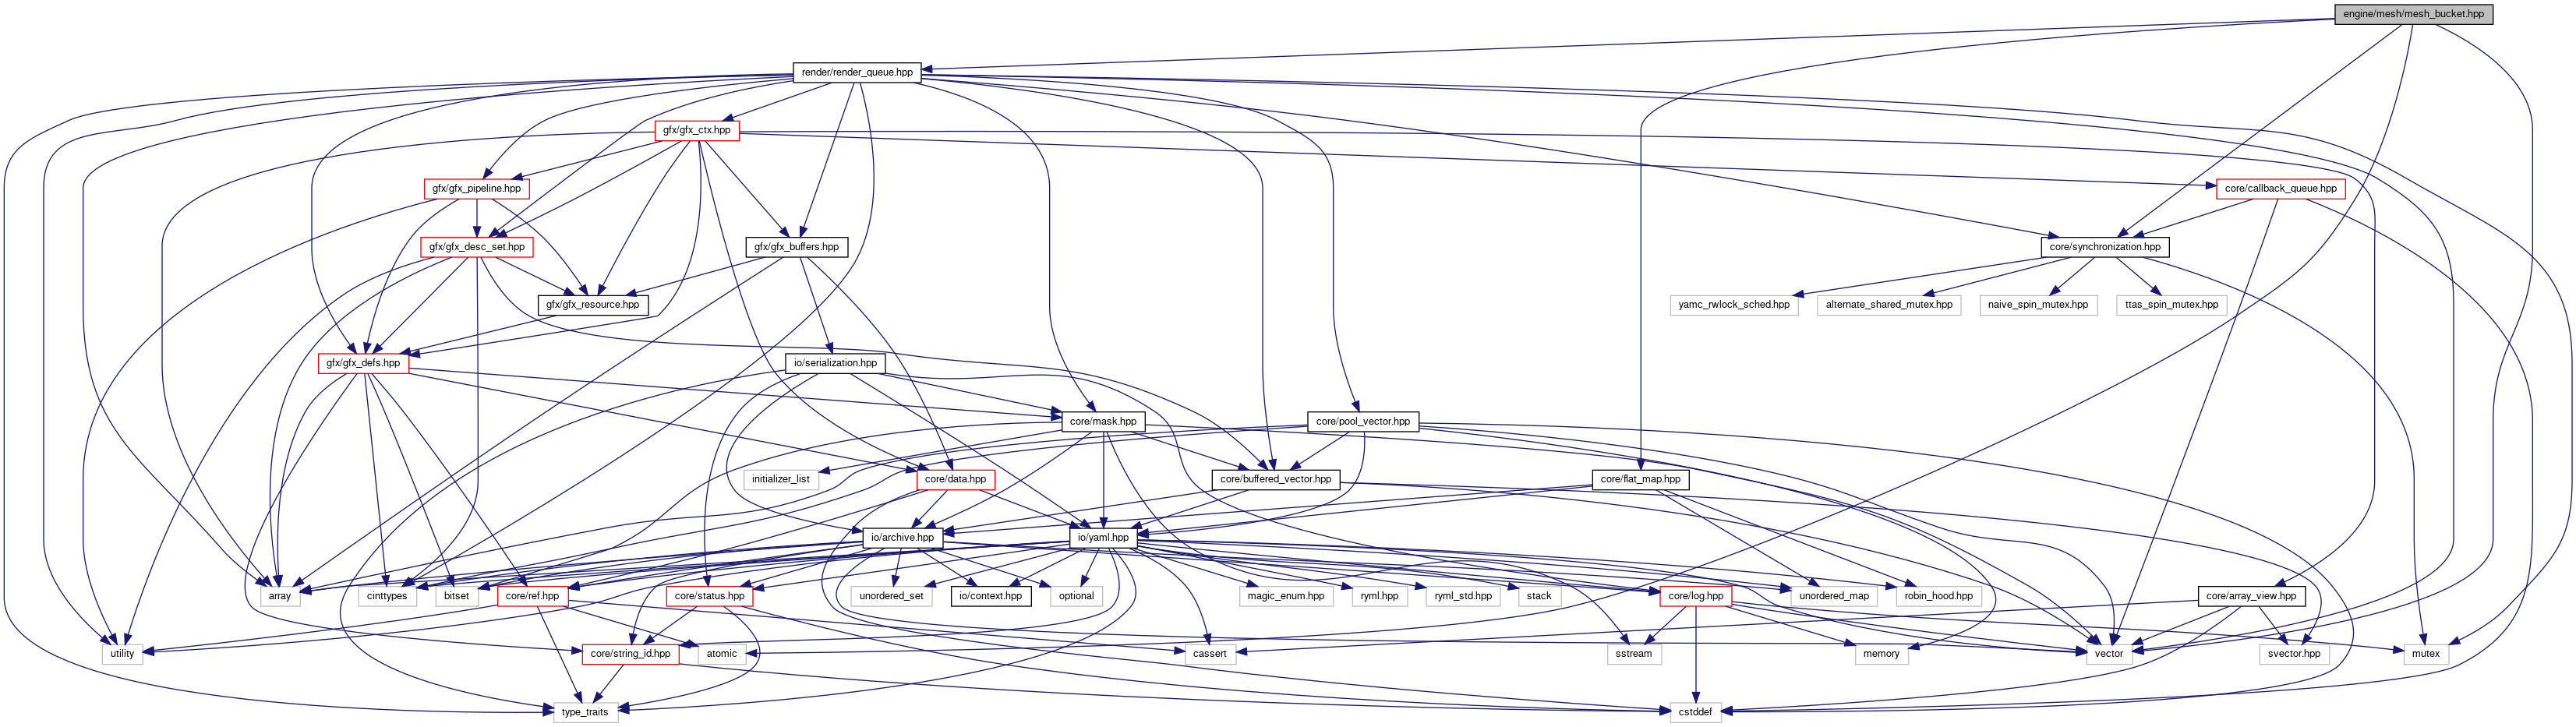 engine/mesh/mesh_bucket.hpp
render/render_queue.hpp
gfx/gfx_ctx.hpp
gfx/gfx_pipeline.hpp
core/callback_queue.hpp
gfx/gfx_desc_set.hpp
gfx/gfx_buffers.hpp
core/synchronization.hpp
gfx/gfx_resource.hpp
yamc_rwlock_sched.hpp
alternate_shared_mutex.hpp
naive_spin_mutex.hpp
ttas_spin_mutex.hpp
gfx/gfx_defs.hpp
io/serialization.hpp
core/mask.hpp
core/pool_vector.hpp
initializer_list
core/data.hpp
core/buffered_vector.hpp
core/flat_map.hpp
io/archive.hpp
io/yaml.hpp
array
cinttypes
bitset
core/ref.hpp
core/status.hpp
unordered_set
io/context.hpp
optional
magic_enum.hpp
ryml.hpp
ryml_std.hpp
stack
core/log.hpp
unordered_map
robin_hood.hpp
core/array_view.hpp
utility
core/string_id.hpp
atomic
cassert
sstream
memory
vector
svector.hpp
mutex
type_traits
cstddef